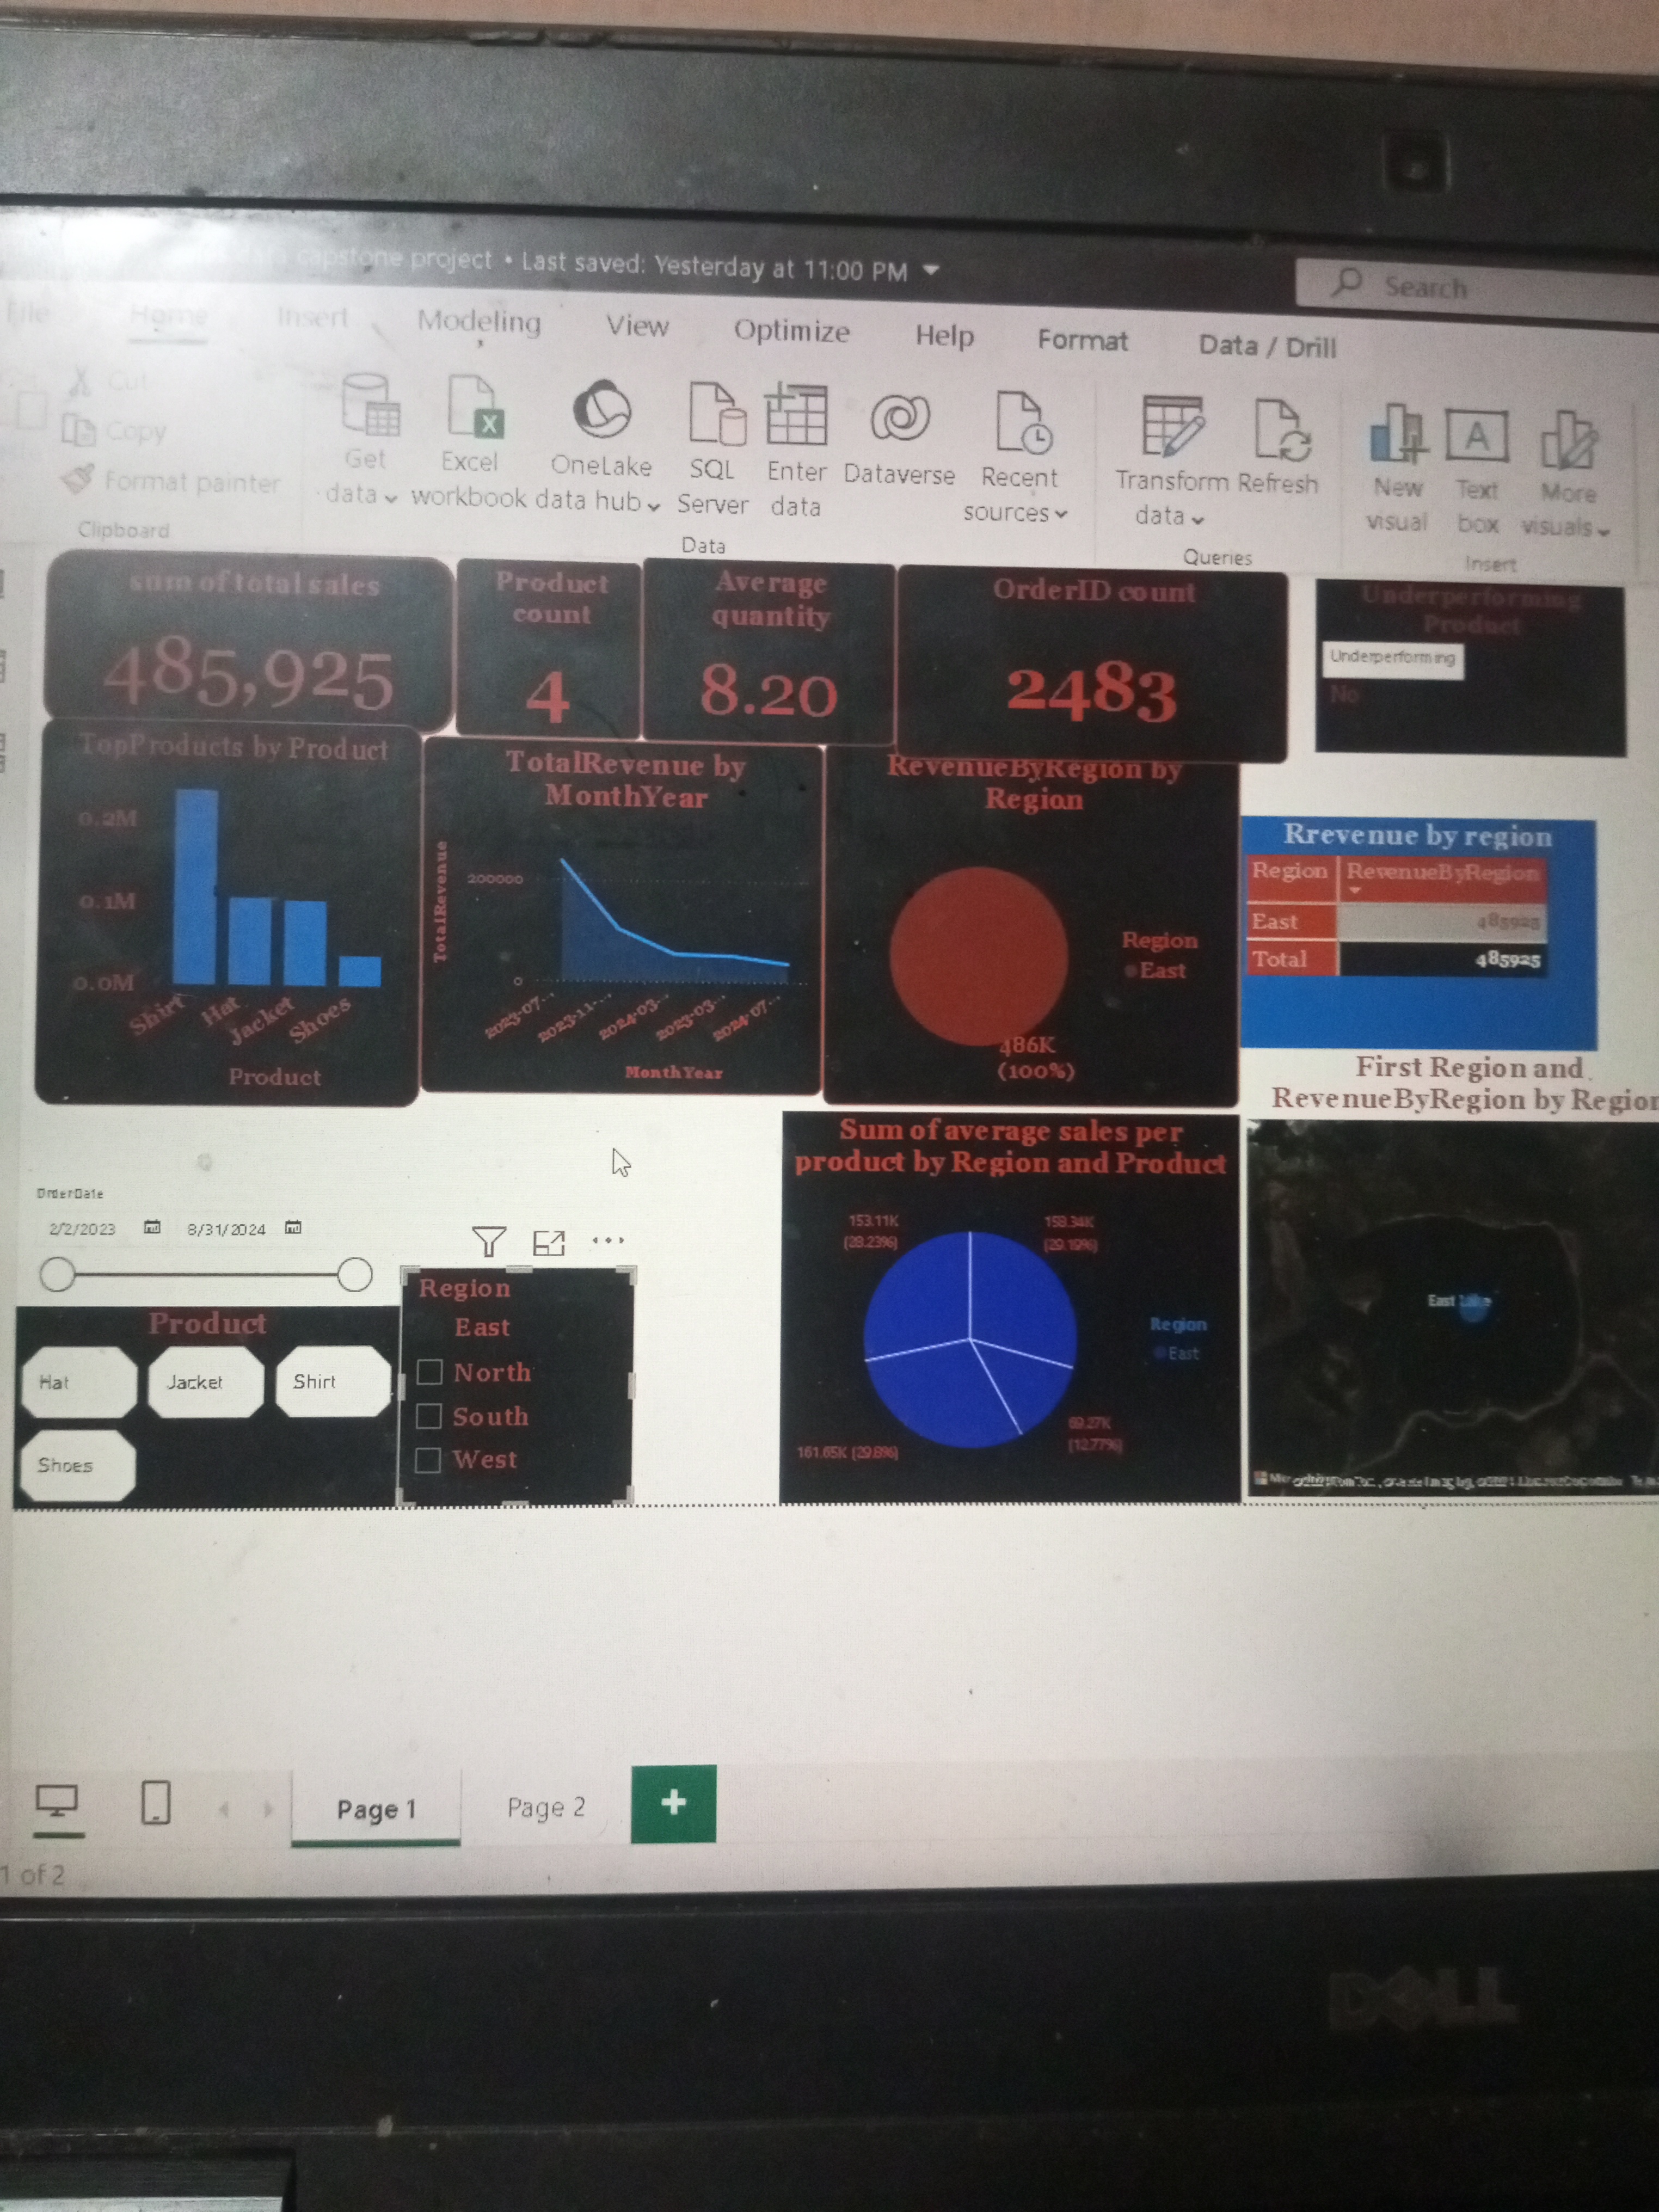 capstone project • Last saved: Yesterday at 11:00 PM
Search
File Home Insert Modeling View Optimize Help Format Data / Drill
Cut
Copy
Format painter
Clipboard
Get data
Excel workbook
OneLake data hub
SQL Server
Enter data
Dataverse
Recent sources
Data
Transform data
Refresh
Queries
New visual
Text box
More visuals
Insert
sum of total sales
485,925
Product count
4
Average quantity
8.20
OrderID count
2483
Underperforming Product
Underperforming
No
TopProducts by Product
0.2M
0.1M
0.0M
Shirt
Hat
Jacket
Shoes
Product
TotalRevenue by
MonthYear
TotalRevenue
200000
0
2023-07...
2023-11-...
2024-03...
2023-03...
2024-07...
MonthYear
RevenueByRegion by
Region
Region
East
486K
(100%)
Rrevenue by region
Region RevenueByRegion
East 485925
Total 485925
First Region and
RevenueByRegion by Region
East Lake
OrderDate
2/2/2023 8/31/2024
Product
Hat Jacket Shirt
Shoes
Region
East
North
South
West
Sum of average sales per
product by Region and Product
153.11K
(28.23%)
(29.19%)
69.27K
(12.77%)
161.65K (29.8%)
Region
East
Page 1
Page 2
1 of 2
DELL